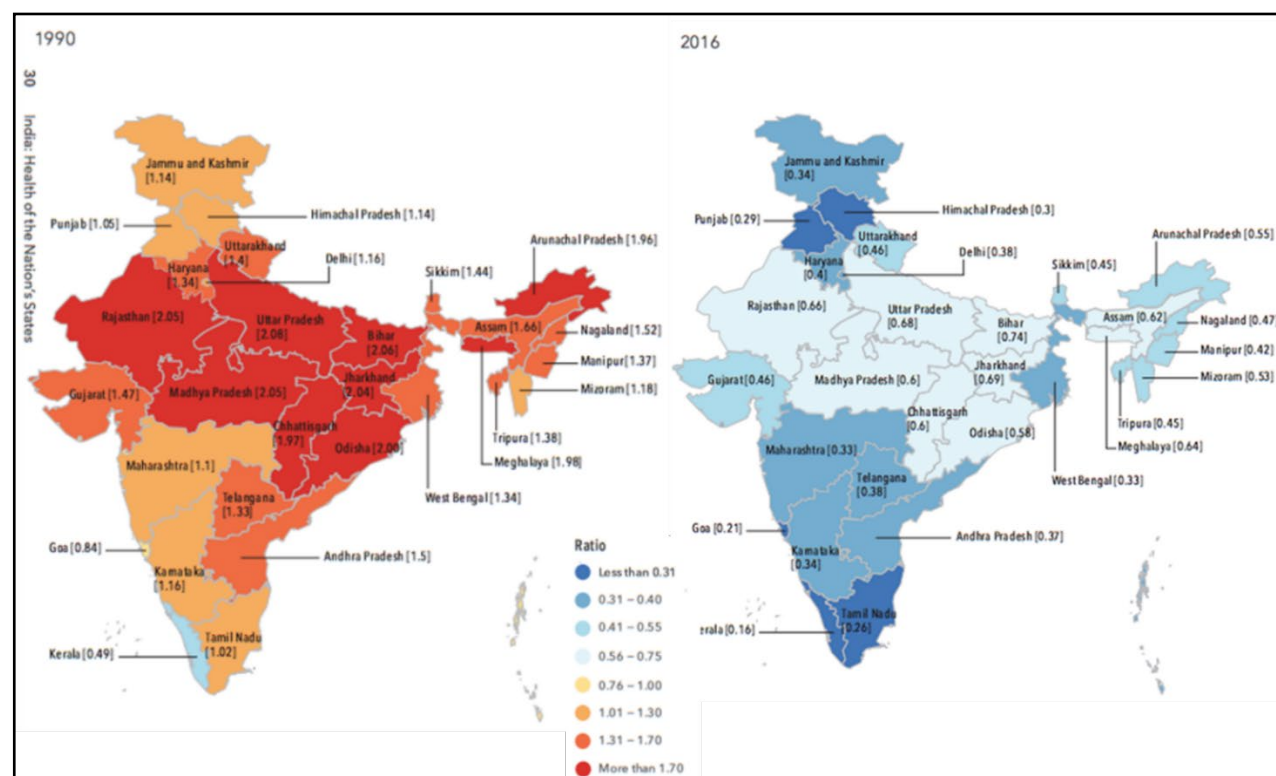 1990
30 India: Health of the Nation's States
Jammu and Kashmir
[1.14]
Himachal Pradesh [1.14]
Punjab [1.05]
Uttarakhand
[1.4]
Arunachal Pradesh [1.96]
Haryana
[1.34]
Delhi [1.16]
Sikkim [1.44]
Rajasthan [2.05]
Uttar Pradesh
[2.08]
Bihar
[2.06]
Assam [1.66]
Nagaland [1.52]
Manipur [1.37]
Gujarat [1.47]
Madhya Pradesh [2.05]
Jharkhand
[2.04]
Mizoram [1.18]
Chhattisgarh
[1.97]
Odisha [2.00]
Tripura [1.38]
Meghalaya [1.98]
Maharashtra [1.1]
Telangana
[1.33]
West Bengal [1.34]
Goa [0.84]
Andhra Pradesh [1.5]
Karnataka
[1.16]
Tamil Nadu
[1.02]
Kerala [0.49]
Ratio
Less than 0.31
0.31 – 0.40
0.41 – 0.55
0.56 – 0.75
0.76 – 1.00
1.01 – 1.30
1.31 – 1.70
More than 1.70
2016
Jammu and Kashmir
[0.34]
Himachal Pradesh [0.3]
Punjab [0.29]
Uttarakhand
[0.46]
Arunachal Pradesh [0.55]
Haryana
[0.4]
Delhi [0.38]
Sikkim [0.45]
Rajasthan [0.66]
Uttar Pradesh
[0.68]
Bihar
[0.74]
Assam [0.62]
Nagaland [0.47
Manipur [0.42]
Gujarat [0.46]
Madhya Pradesh [0.6]
Jharkhand
[0.69]
Mizoram [0.53]
Chhattisgarh
[0.6]
Odisha [0.58]
Tripura [0.45]
Meghalaya [0.64]
Maharashtra [0.33]
Telangana
[0.38]
West Bengal [0.33]
Goa [0.21]
Andhra Pradesh [0.37]
Karnataka
[0.34]
Tamil Nadu
[0.26]
erala [0.16]